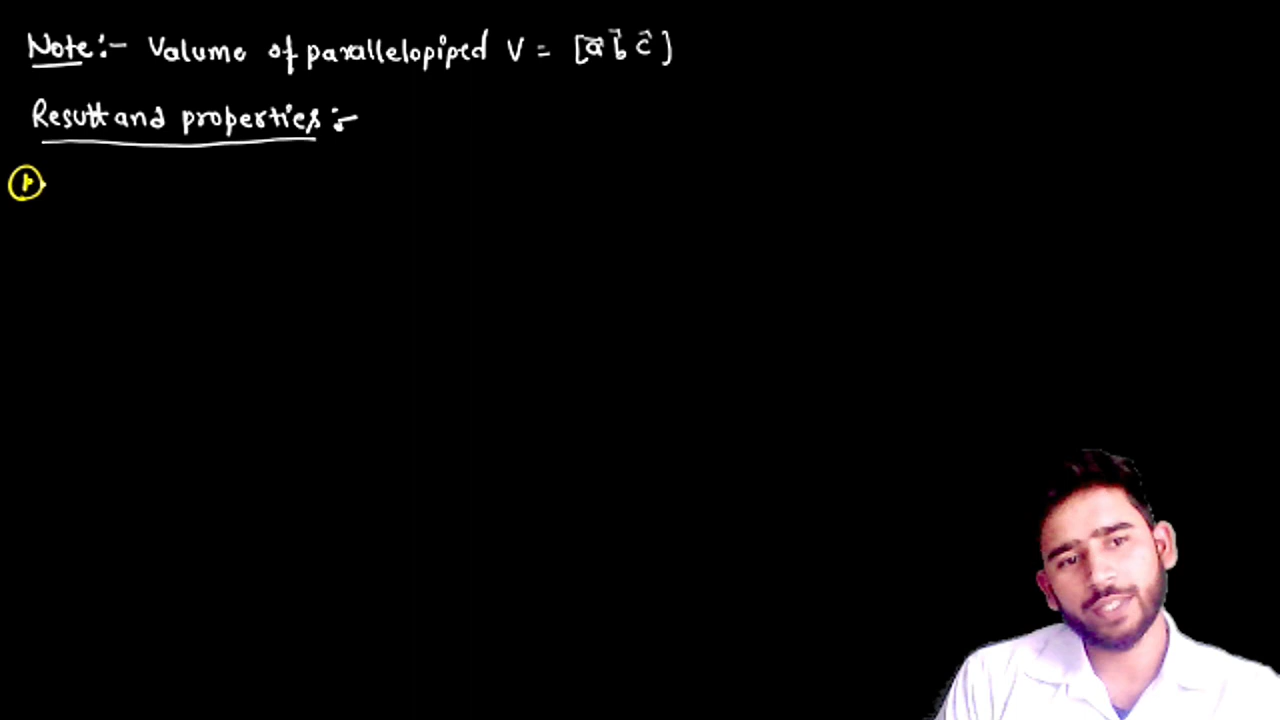 Note:- Volume of parallelopiped V = [a⃗ b⃗ c⃗]
Result and properties:-
1